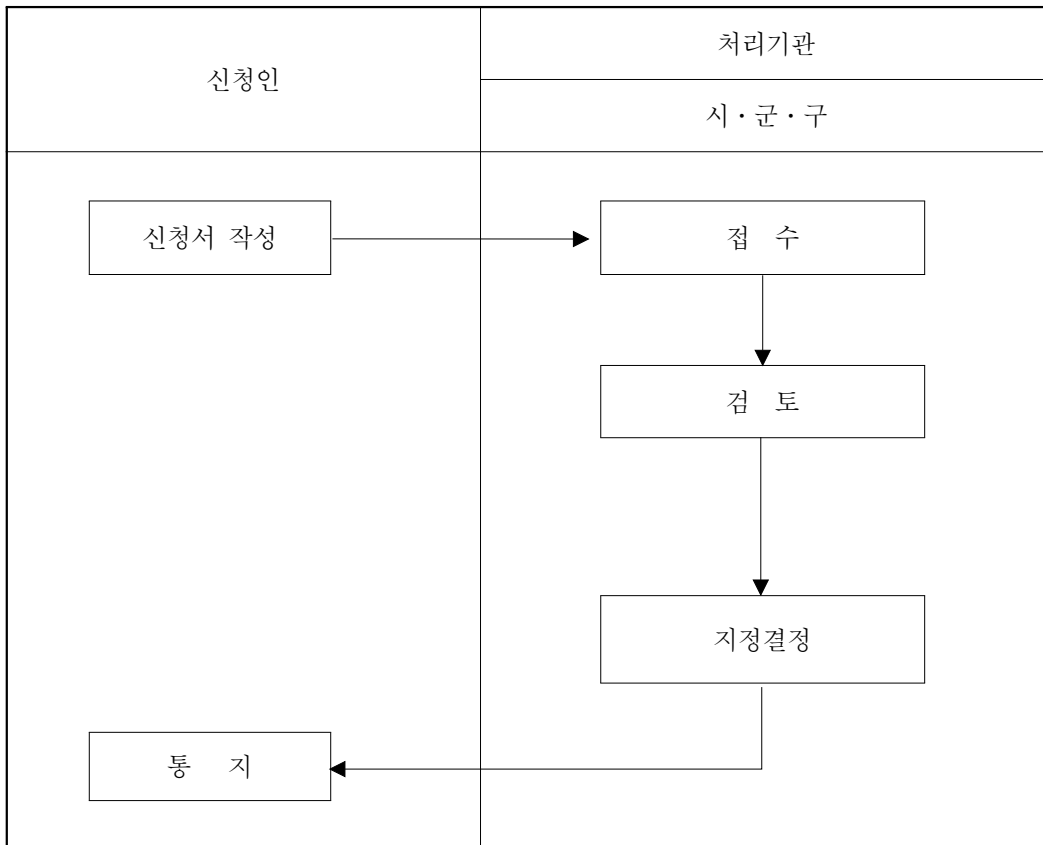 신청인
처리기관
시·군·구
신청서 작성
접 수
검 토
지정결정
통 지